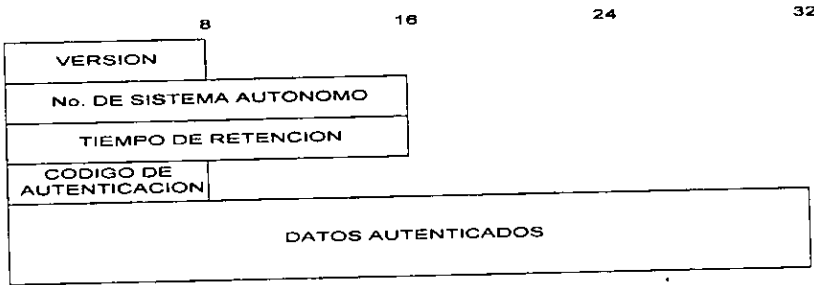 8 16 24 32
VERSION
No. DE SISTEMA AUTONOMO
TIEMPO DE RETENCION
CODIGO DE
AUTENTICACION
DATOS AUTENTICADOS